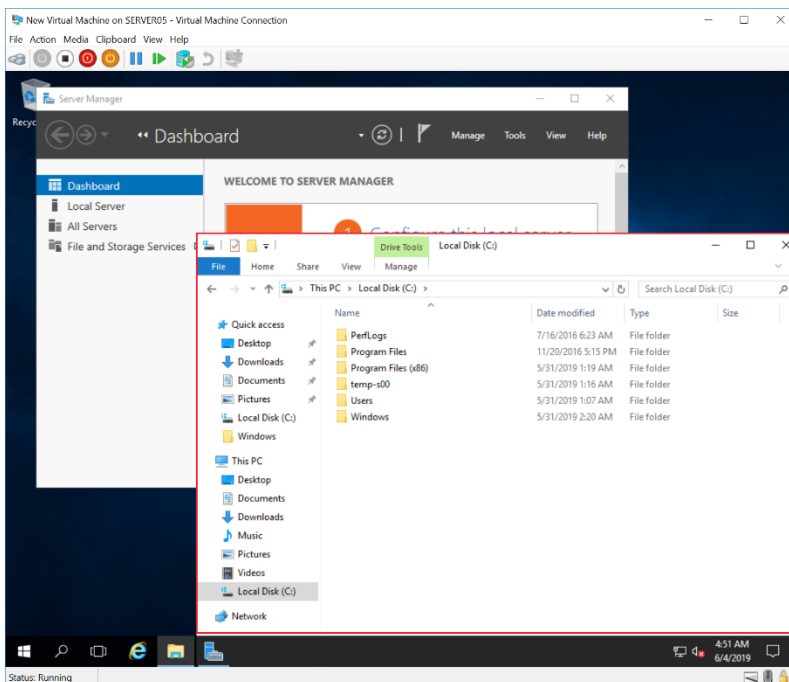 New Virtual Machine on SERVER05 - Virtual Machine Connection
File Action Media Clipboard View Help
Server Manager
Dashboard
Manage Tools View Help
Dashboard
Local Server
All Servers
File and Storage Services
WELCOME TO SERVER MANAGER
1 Configure this local server
Drive Tools Local Disk (C:)
File Home Share View Manage
This PC > Local Disk (C:) >
Search Local Disk (C:)
Name Date modified Type Size
Quick access
Desktop
Downloads
Documents
Pictures
Local Disk (C:)
Windows
This PC
Desktop
Documents
Downloads
Music
Pictures
Videos
Local Disk (C:)
Network
PerfLogs 7/16/2016 6:23 AM File folder
Program Files 11/20/2016 5:15 PM File folder
Program Files (x86) 5/31/2019 1:19 AM File folder
temp-s00 5/31/2019 1:16 AM File folder
Users 5/31/2019 1:07 AM File folder
Windows 5/31/2019 2:20 AM File folder
4:51 AM
6/4/2019
Status: Running